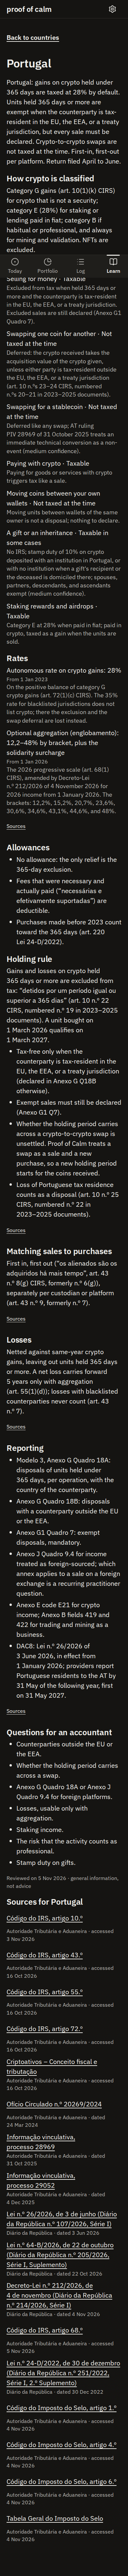 proof of calm
Back to countries
Portugal
Portugal: gains on crypto held under
365 days are taxed at 28% by default.
Units held 365 days or more are
exempt when the counterparty is tax-
resident in the EU, the EEA, or a treaty
jurisdiction, but every sale must be
declared. Crypto-to-crypto swaps are
not taxed at the time. First-in, first-out
per platform. Return filed April to June.
How crypto is classified
Category G (art. 10(1)(k) CIRS)
for crypto that is not a security;
category E (28%) for staking or
lending paid in fiat; category B if
habitual or professional, and always
for mining and validation. NFTs are
excluded.
Today
Portfolio
Log
Learn
Selling for money · Taxable
Excluded from tax when held 365 days or
more and the counterparty is tax-resident
in the EU, the EEA, or a treaty jurisdiction.
Excluded sales are still declared (Anexo G1
Quadro 7).
Swapping one coin for another · Not
taxed at the time
Deferred: the crypto received takes the
acquisition value of the crypto given,
unless either party is tax-resident outside
the EU, the EEA, or a treaty jurisdiction
Swapping for a stablecoin · Not taxed
at the time
Deferred like any swap; AT ruling
PIV 28969 of 31 October 2025 treats an
immediate technical conversion as a non-
event (medium confidence).
Paying with crypto · Taxable
Paying for goods or services with crypto
triggers tax like a sale.
Moving coins between your own
wallets · Not taxed at the time
Moving units between wallets of the same
owner is not a disposal; nothing to declare.
A gift or an inheritance · Taxable in
some cases
No IRS; stamp duty of 10% on crypto
deposited with an institution in Portugal, or
with no institution when a gift's recipient or
the deceased is domiciled there; spouses,
partners, descendants, and ascendants
exempt (medium confidence).
Staking rewards and airdrops ·
Taxable
Category E at 28% when paid in fiat; paid in
crypto, taxed as a gain when the units are
sold.
Rates
Autonomous rate on crypto gains: 28%
From 1 Jan 2023
On the positive balance of category G
crypto gains (art. 72(1)(c) CIRS). The 35%
rate for blacklisted jurisdictions does not
list crypto; there the exclusion and the
swap deferral are lost instead.
Optional aggregation (englobamento):
12,2–48% by bracket, plus the
solidarity surcharge
From 1 Jan 2026
The 2026 progressive scale (art. 68(1)
CIRS), amended by Decreto-Lei
n.º 212/2026 of 4 November 2026 for
2026 income from 1 January 2026. The
brackets: 12,2%, 15,2%, 20,7%, 23,6%,
30,6%, 34,6%, 43,1%, 44,6%, and 48%.
Sources
Allowances
No allowance: the only relief is the
365-day exclusion.
Fees that were necessary and
actually paid (“necessárias e
efetivamente suportadas”) are
deductible.
Purchases made before 2023 count
toward the 365 days (art. 220
Lei 24-D/2022).
Holding rule
Gains and losses on crypto held
365 days or more are excluded from
tax: “detidos por um período igual ou
superior a 365 dias” (art. 10 n.º 22
CIRS, numbered n.º 19 in 2023–2025
documents). A unit bought on
1 March 2026 qualifies on
1 March 2027.
Tax-free only when the
counterparty is tax-resident in the
EU, the EEA, or a treaty jurisdiction
(declared in Anexo G Q18B
otherwise).
Exempt sales must still be declared
(Anexo G1 Q7).
Whether the holding period carries
across a crypto-to-crypto swap is
unsettled. Proof of Calm treats a
swap as a sale and a new
purchase, so a new holding period
starts for the coins received.
Loss of Portuguese tax residence
counts as a disposal (art. 10 n.º 25
CIRS, numbered n.º 22 in
2023–2025 documents).
Sources
Matching sales to purchases
First in, first out (“os alienados são os
adquiridos há mais tempo”, art. 43
n.º 8(g) CIRS, formerly n.º 6(g)),
separately per custodian or platform
(art. 43 n.º 9, formerly n.º 7).
Sources
Losses
Netted against same-year crypto
gains, leaving out units held 365 days
or more. A net loss carries forward
5 years only with aggregation
(art. 55(1)(d)); losses with blacklisted
counterparties never count (art. 43
n.º 7).
Sources
Reporting
Modelo 3, Anexo G Quadro 18A:
disposals of units held under
365 days, per operation, with the
country of the counterparty.
Anexo G Quadro 18B: disposals
with a counterparty outside the EU
or the EEA.
Anexo G1 Quadro 7: exempt
disposals, mandatory.
Anexo J Quadro 9.4 for income
treated as foreign-sourced; which
annex applies to a sale on a foreign
exchange is a recurring practitioner
question.
Anexo E code E21 for crypto
income; Anexo B fields 419 and
422 for trading and mining as a
business.
DAC8: Lei n.º 26/2026 of
3 June 2026, in effect from
1 January 2026; providers report
Portuguese residents to the AT by
31 May of the following year, first
on 31 May 2027.
Sources
Questions for an accountant
Counterparties outside the EU or
the EEA.
Whether the holding period carries
across a swap.
Anexo G Quadro 18A or Anexo J
Quadro 9.4 for foreign platforms.
Losses, usable only with
aggregation.
Staking income.
The risk that the activity counts as
professional.
Stamp duty on gifts.
Reviewed on 5 Nov 2026 · general information,
not advice
Sources for Portugal
Código do IRS, artigo 10.º
Autoridade Tributária e Aduaneira · accessed
3 Nov 2026
Código do IRS, artigo 43.º
Autoridade Tributária e Aduaneira · accessed
16 Oct 2026
Código do IRS, artigo 55.º
Autoridade Tributária e Aduaneira · accessed
16 Oct 2026
Código do IRS, artigo 72.º
Autoridade Tributária e Aduaneira · accessed
16 Oct 2026
Criptoativos – Conceito fiscal e
tributação
Autoridade Tributária e Aduaneira · accessed
16 Oct 2026
Ofício Circulado n.º 20269/2024
Autoridade Tributária e Aduaneira · dated
24 Mar 2024
Informação vinculativa,
processo 28969
Autoridade Tributária e Aduaneira · dated
31 Oct 2025
Informação vinculativa,
processo 29052
Autoridade Tributária e Aduaneira · dated
4 Dec 2025
Lei n.º 26/2026, de 3 de junho (Diário
da República n.º 107/2026, Série I)
Diário da República · dated 3 Jun 2026
Lei n.º 64-B/2026, de 22 de outubro
(Diário da República n.º 205/2026,
Série I, Suplemento)
Diário da República · dated 22 Oct 2026
Decreto-Lei n.º 212/2026, de
4 de novembro (Diário da República
n.º 214/2026, Série I)
Diário da República · dated 4 Nov 2026
Código do IRS, artigo 68.º
Autoridade Tributária e Aduaneira · accessed
5 Nov 2026
Lei n.º 24-D/2022, de 30 de dezembro
(Diário da República n.º 251/2022,
Série I, 2.º Suplemento)
Diário da República · dated 30 Dec 2022
Código do Imposto do Selo, artigo 1.º
Autoridade Tributária e Aduaneira · accessed
4 Nov 2026
Código do Imposto do Selo, artigo 4.º
Autoridade Tributária e Aduaneira · accessed
4 Nov 2026
Código do Imposto do Selo, artigo 6.º
Autoridade Tributária e Aduaneira · accessed
4 Nov 2026
Tabela Geral do Imposto do Selo
Autoridade Tributária e Aduaneira · accessed
4 Nov 2026